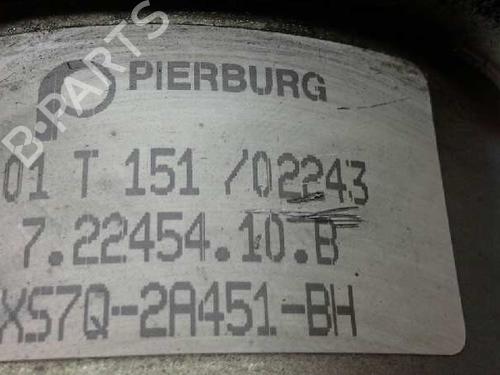 PIERBURG
01 T 151 /02243
7.22454.10.B
XS7Q-2A451-BH
B-PARTS